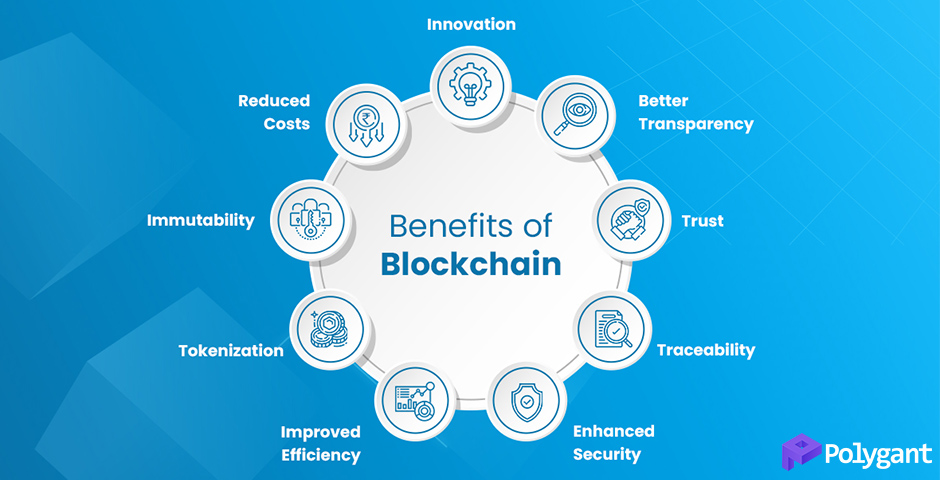 Innovation
Better
Transparency
Trust
Traceability
Enhanced
Security
Improved
Efficiency
Tokenization
Immutability
Reduced
Costs
₹
Benefits of
Blockchain
Polygant